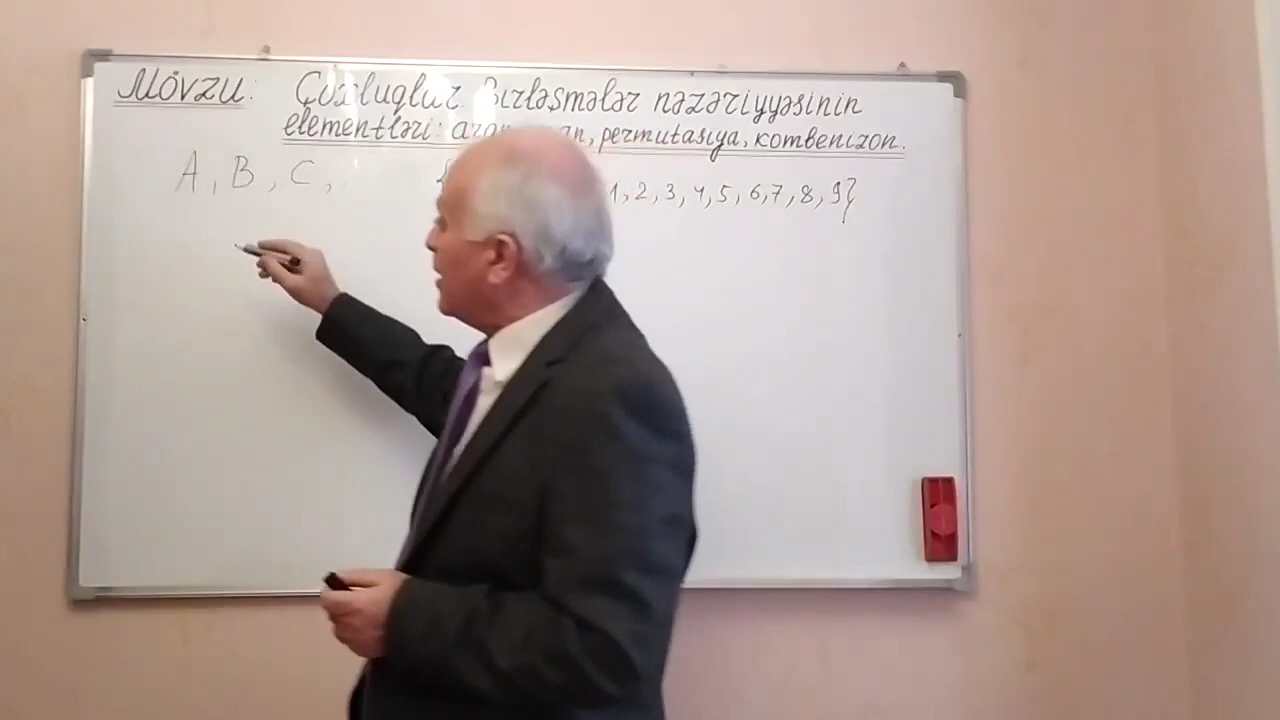 Mövzu: Çoxluqlar. Birləşmələr nəzəriyyəsinin
elementləri: permutasiya, kombenizon.
A, B, C, 1, 2, 3, 4, 5, 6, 7, 8, 9}